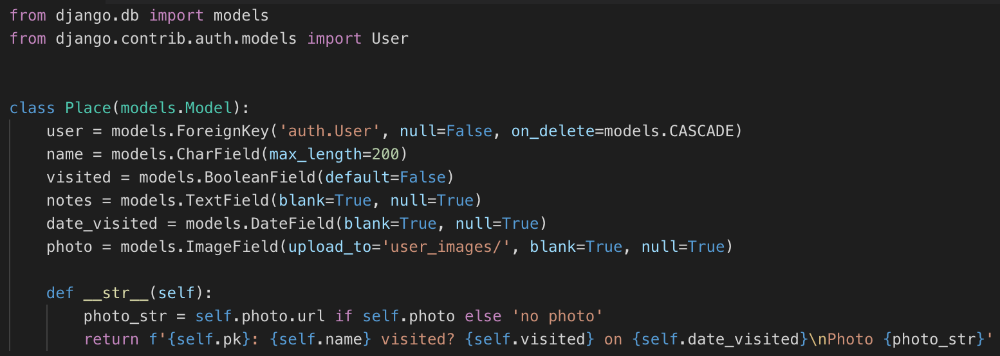 from django.db import models
from django.contrib.auth.models import User
class Place(models.Model):
    user = models.ForeignKey('auth.User', null=False, on_delete=models.CASCADE)
    name = models.CharField(max_length=200)
    visited = models.BooleanField(default=False)
    notes = models.TextField(blank=True, null=True)
    date_visited = models.DateField(blank=True, null=True)
    photo = models.ImageField(upload_to='user_images/', blank=True, null=True)
    def __str__(self):
        photo_str = self.photo.url if self.photo else 'no photo'
        return f'{self.pk}: {self.name} visited? {self.visited} on {self.date_visited}\nPhoto {photo_str}'